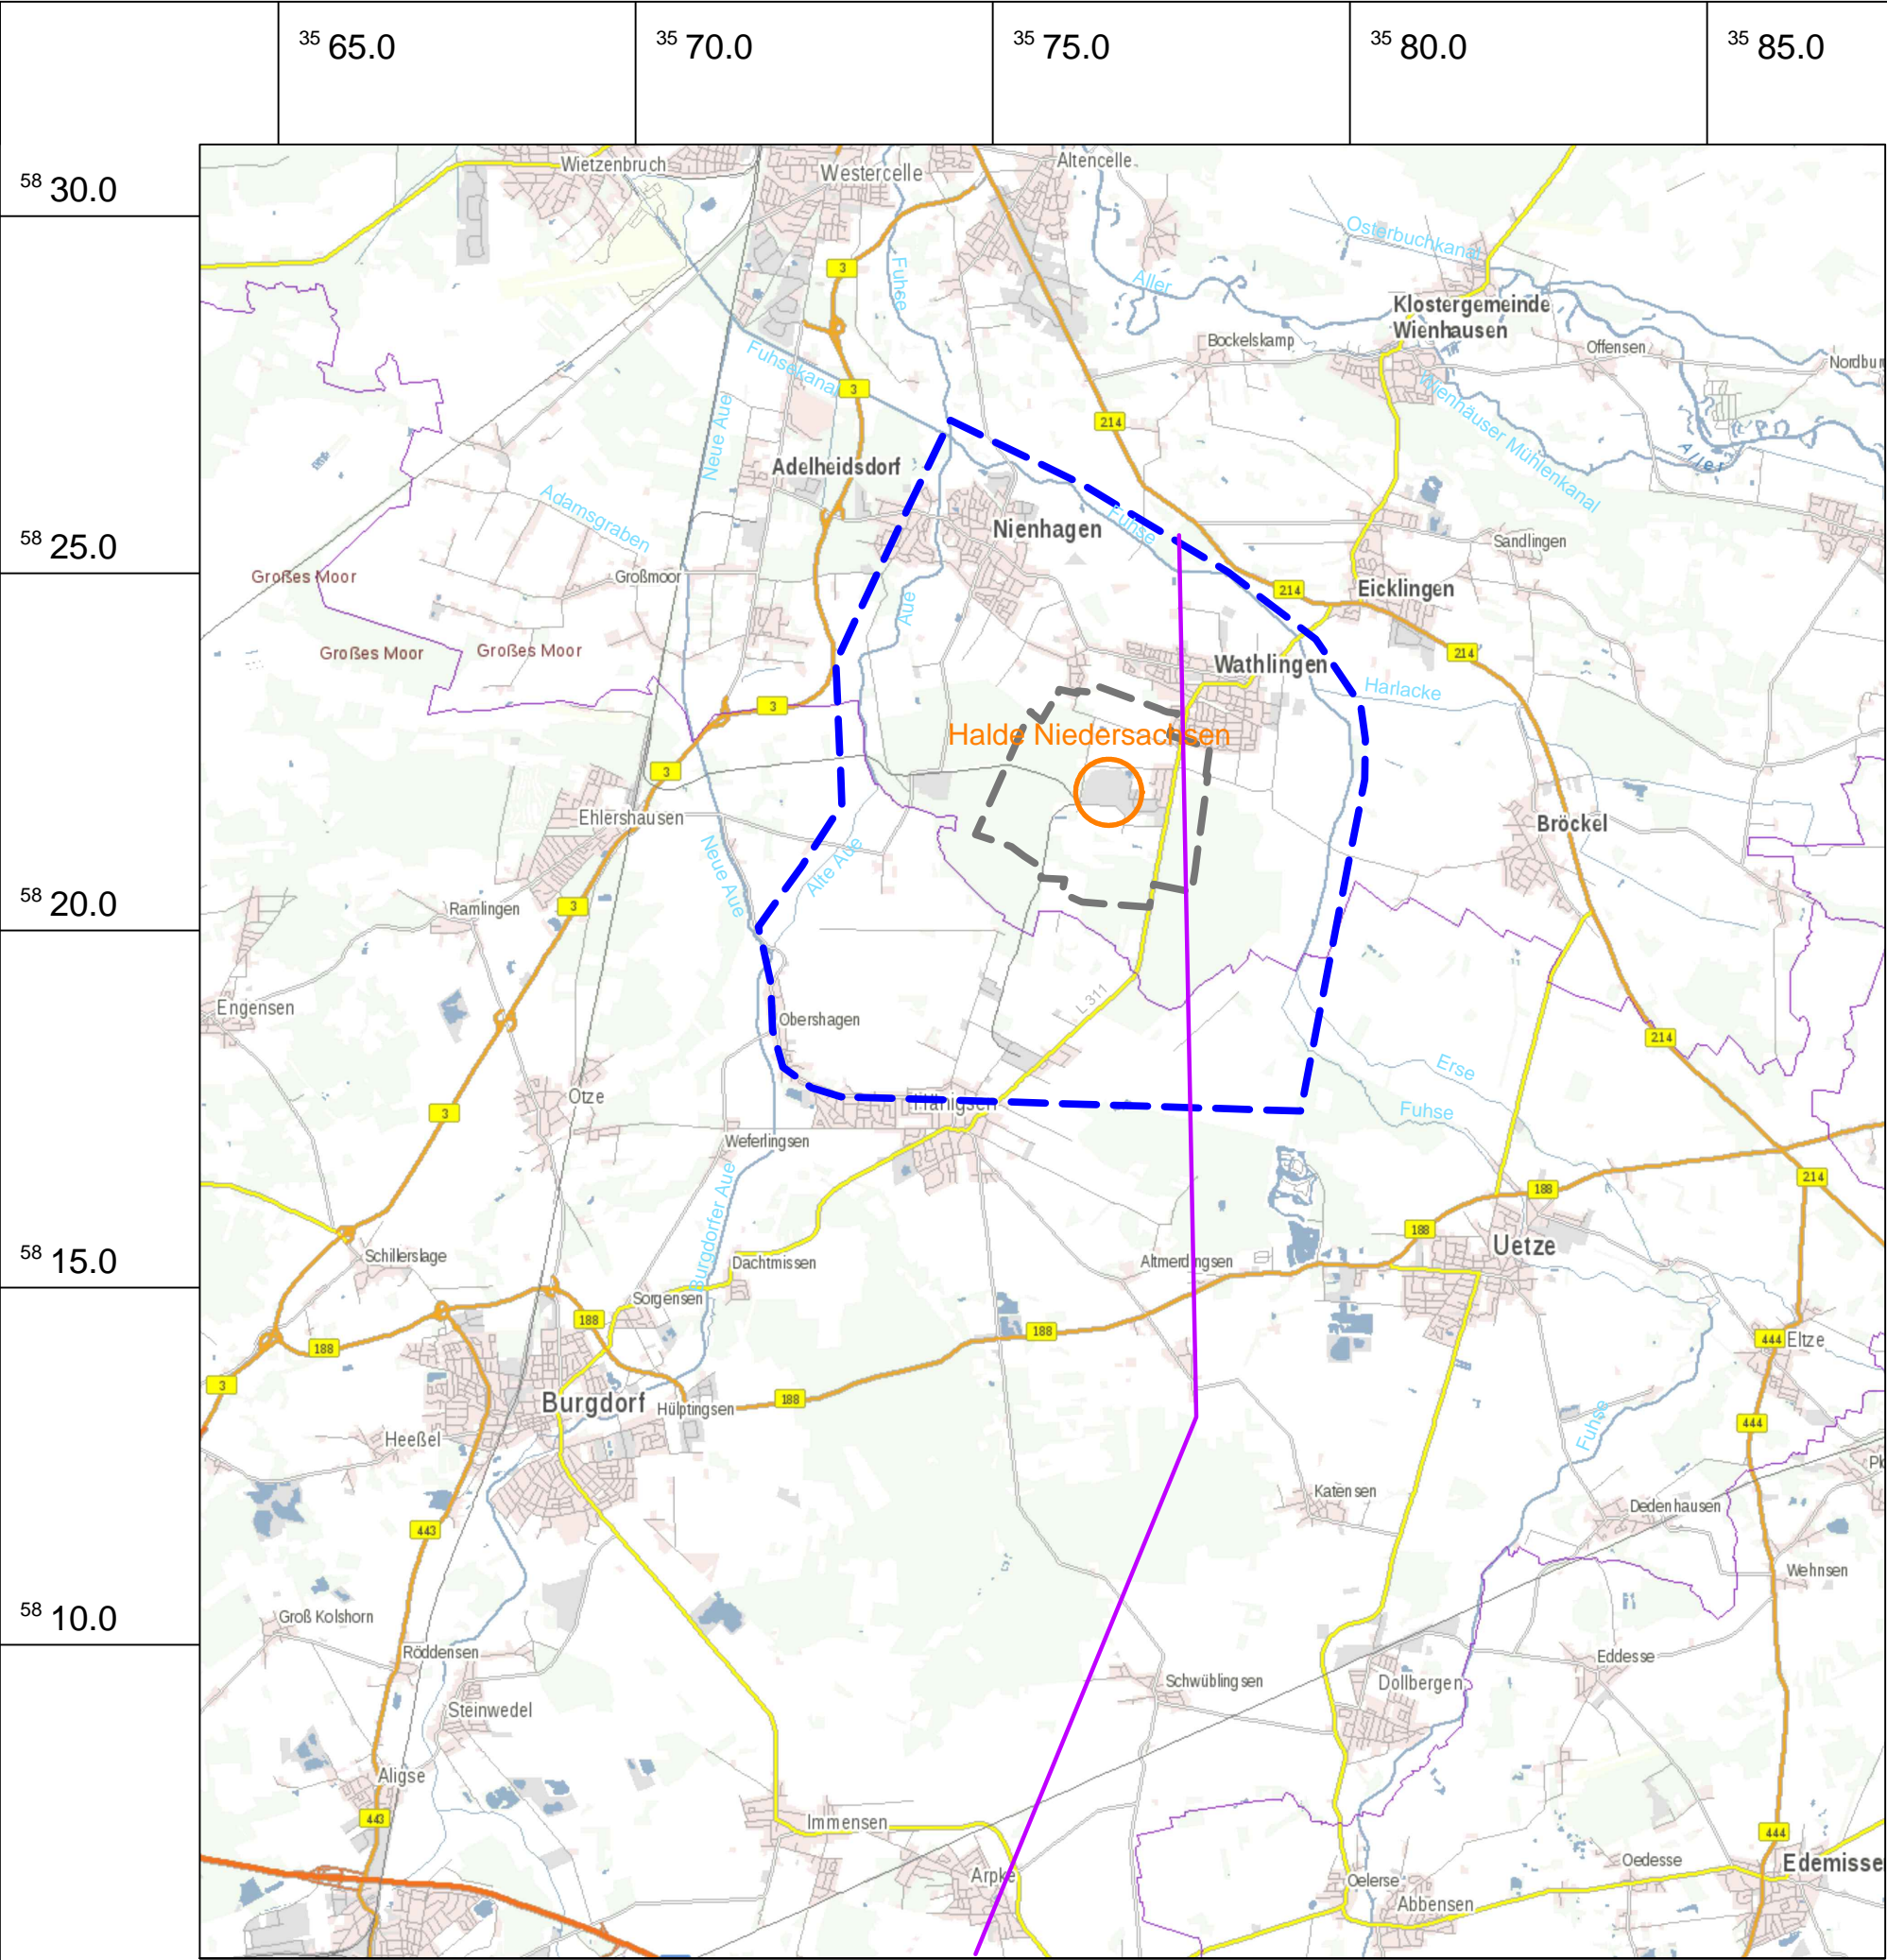 35 65.0
35 70.0
35 75.0
35 80.0
35 85.0
58 30.0
58 25.0
58 20.0
58 15.0
58 10.0
Wietzenbruch
Westercelle
Altencelle
Osterbuchkanal
3
Fuhse
Aller
Klostergemeinde
Wienhausen
Bockelskamp
Offensen
Nordbur
Fuhsekanal
3
Wienhäuser Mühlenkanal
214
Neue Aue
Adelheidsdorf
Aller
Adamsgraben
Nienhagen
Fuhse
Sandlingen
Großes Moor
Großmoor
214
Eicklingen
Aue
Großes Moor
Großes Moor
214
Wathlingen
Harlacke
3
Halde Niedersachsen
3
Ehlershausen
Bröckel
Neue Aue
Alte Aue
Ramlingen
3
Engensen
L 311
Obershagen
214
Erse
Otze
Hänigsen
Fuhse
3
Weferlingsen
Burgdorfer Aue
214
188
188
Uetze
Schillerslage
Dachtmissen
Altmerdingsen
Sorgensen
188
188
188
444
Eltze
3
188
Burgdorf
Hülptingsen
444
Fuhse
Heeßel
Katensen
Dedenhausen
443
Wehnsen
Groß Kolshorn
Röddensen
Eddesse
Schwüblingsen
Dollbergen
Steinwedel
Aligse
443
Immensen
444
Arpke
Oedesse
Edemisse
Oelerse
Abbensen